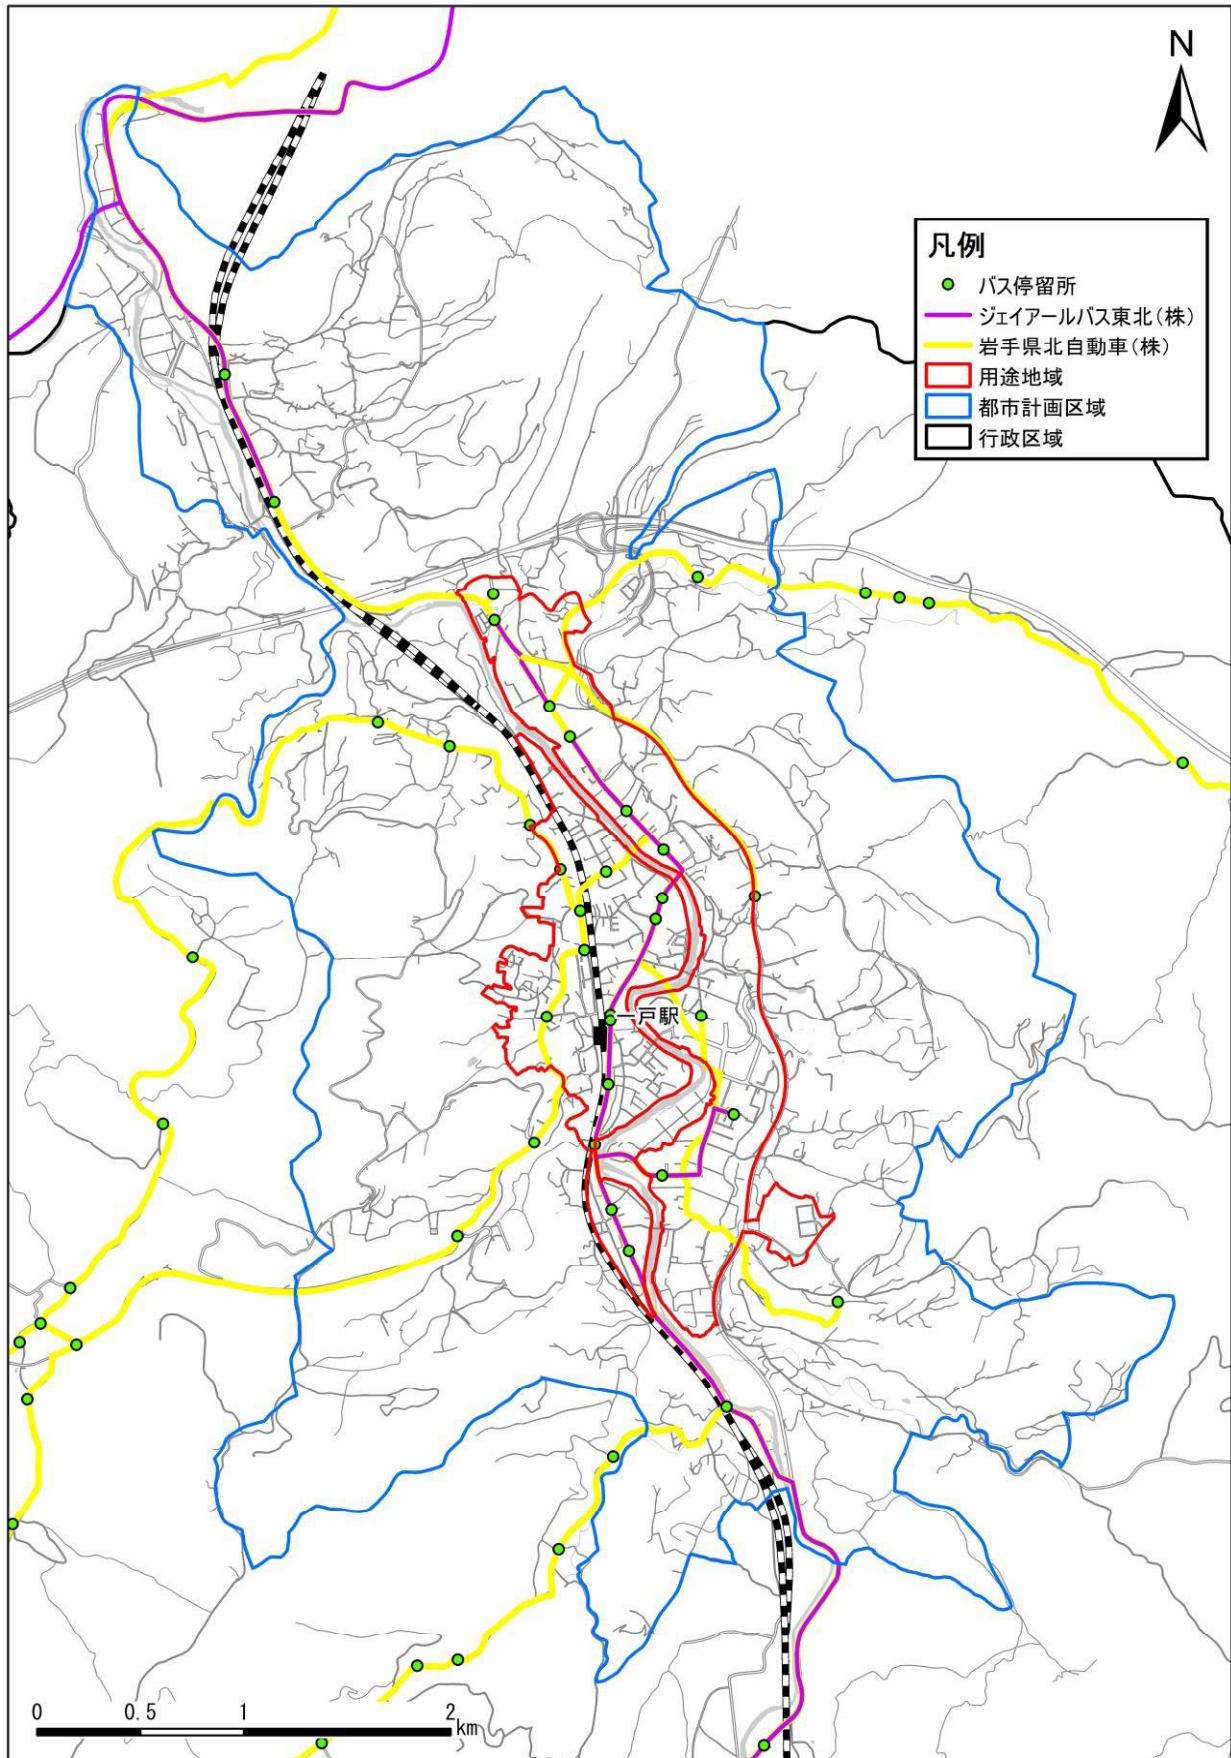 N
凡例
バス停留所
ジェイアールバス東北(株)
岩手県北自動車(株)
用途地域
都市計画区域
行政区域
一戸駅
0 0.5 1 2 km